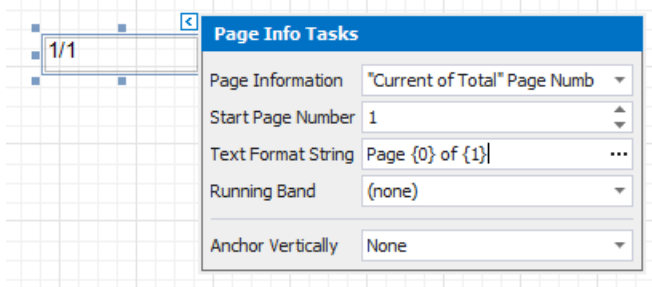 Page Info Tasks
1/1
Page Information "Current of Total" Page Numb
Start Page Number 1
Text Format String Page {0} of {1} ...
Running Band (none)
Anchor Vertically None